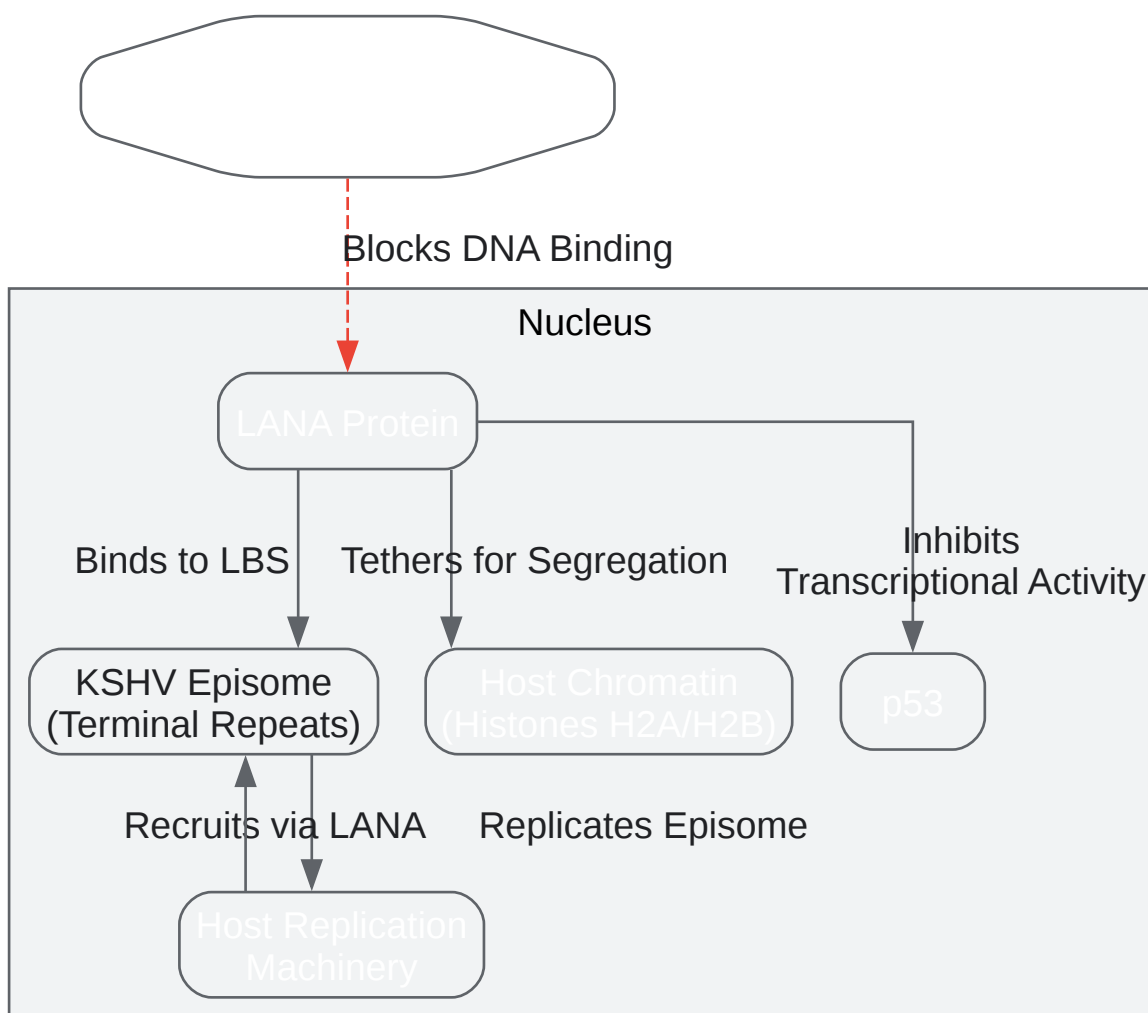 Blocks DNA Binding
Nucleus
LANA Protein
Binds to LBS
Tethers for Segregation
Inhibits
Transcriptional Activity
KSHV Episome
(Terminal Repeats)
Host Chromatin
(Histones H2A/H2B)
p53
Recruits via LANA
Replicates Episome
Host Replication
Machinery